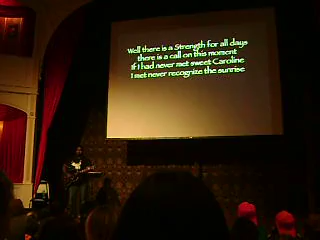 Well there is a Strength for all days
there is a call on this moment
If I had never met sweet Caroline
I met never recognize the sunrise